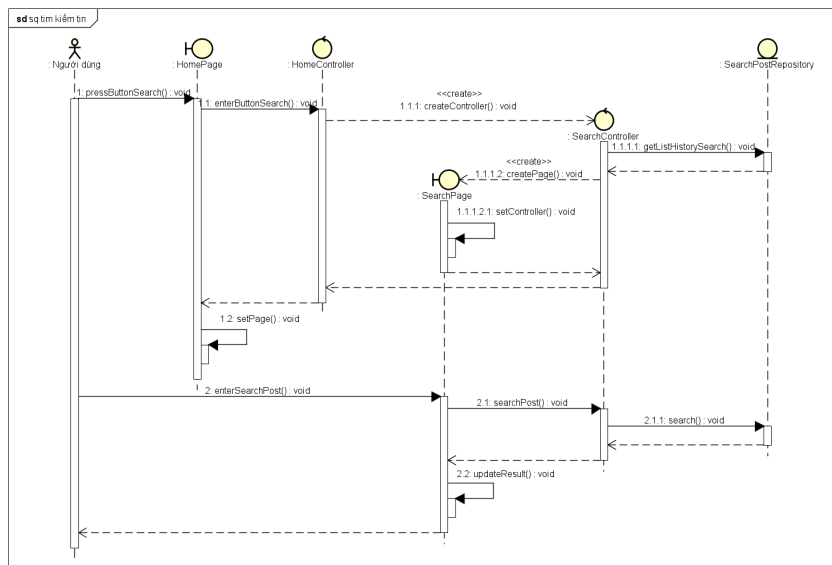 sd sq tìm kiếm tin
: Người dùng
: HomePage
: HomeController
: SearchPostRepository
1: pressButtonSearch() : void
1.1: enterButtonSearch() : void
<<create>>
1.1.1: createController() : void
: SearchController
1.1.1.1: getListHistorySearch() : void
<<create>>
1.1.1.2: createPage() : void
: SearchPage
1.1.1.2.1: setController() : void
1.2: setPage() : void
2: enterSearchPost() : void
2.1: searchPost() : void
2.1.1: search() : void
2.2: updateResult() : void